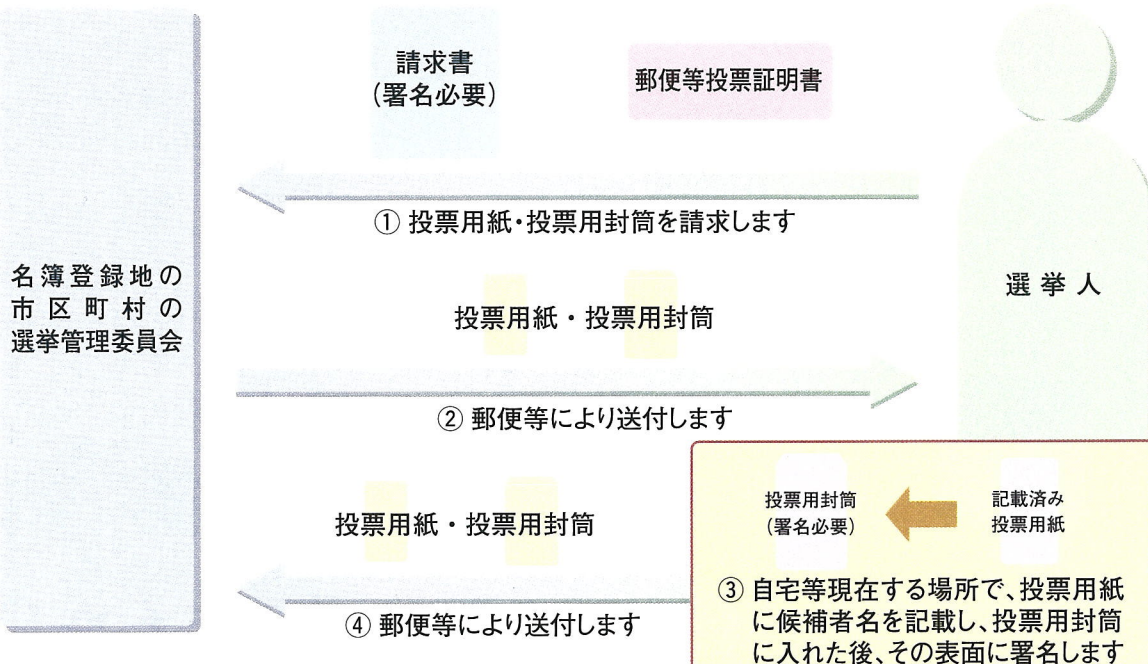 請求書
(署名必要)
郵便等投票証明書
① 投票用紙・投票用封筒を請求します
名簿登録地の
市区町村の
選挙管理委員会
選挙人
投票用紙・投票用封筒
② 郵便等により送付します
投票用紙・投票用封筒
④ 郵便等により送付します
投票用封筒
(署名必要)
記載済み
投票用紙
③ 自宅等現在する場所で、投票用紙
に候補者名を記載し、投票用封筒
に入れた後、その表面に署名します